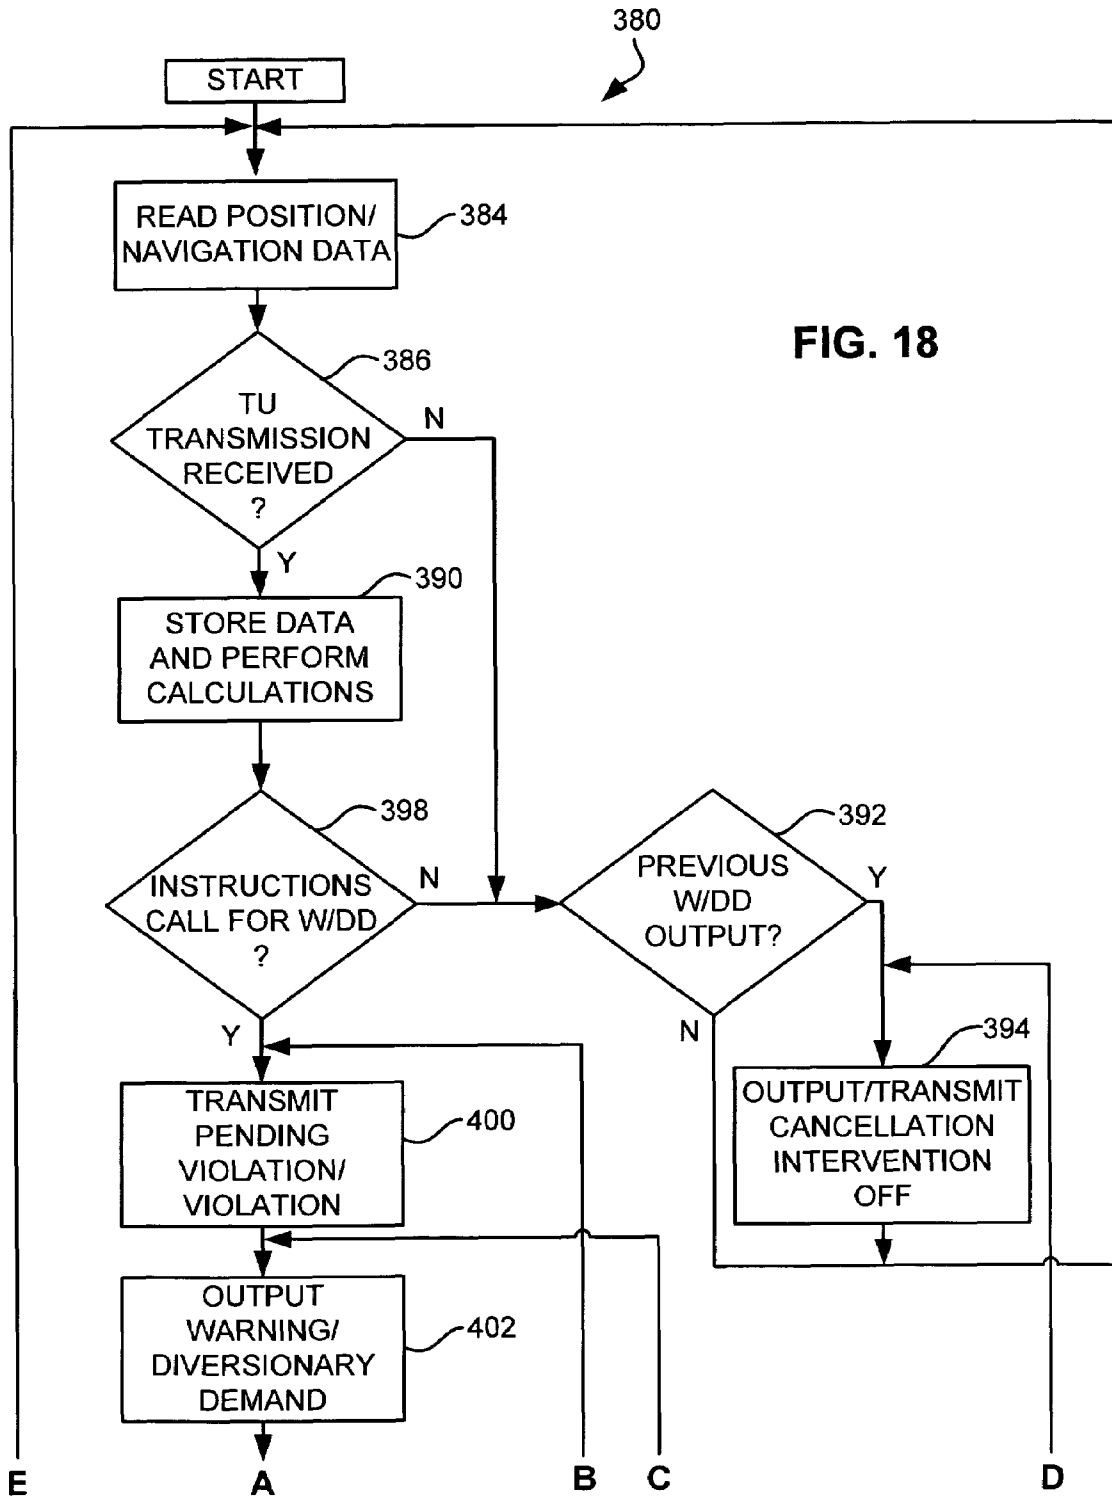 380
START
READ POSITION/
NAVIGATION DATA
384
FIG. 18
386
TU
TRANSMISSION
RECEIVED
?
N
Y
390
STORE DATA
AND PERFORM
CALCULATIONS
398
INSTRUCTIONS
CALL FOR W/DD
?
N
392
PREVIOUS
W/DD
OUTPUT?
Y
N
Y
394
OUTPUT/TRANSMIT
CANCELLATION
INTERVENTION
OFF
TRANSMIT
PENDING
VIOLATION/
VIOLATION
400
OUTPUT
WARNING/
DIVERSIONARY
DEMAND
402
E
A
B
C
D